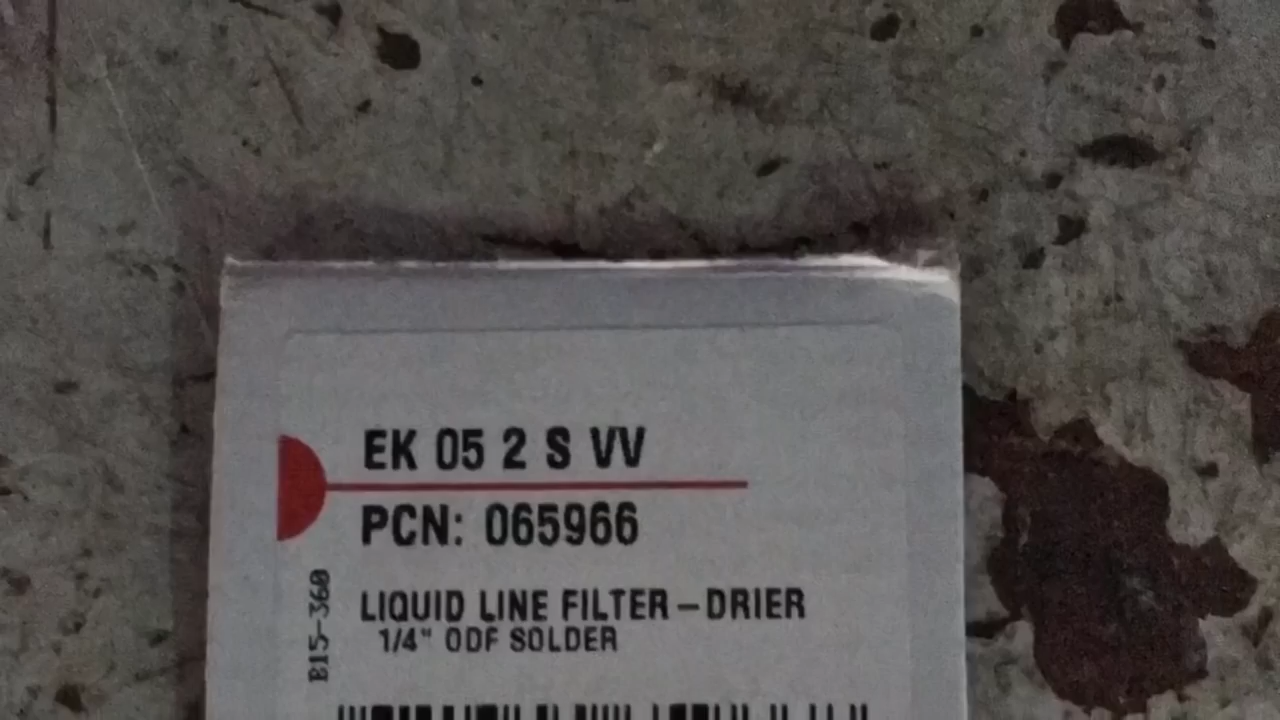 EK 05 2 S VV
PCN: 065966
B15-360
LIQUID LINE FILTER-DRIER
1/4" ODF SOLDER